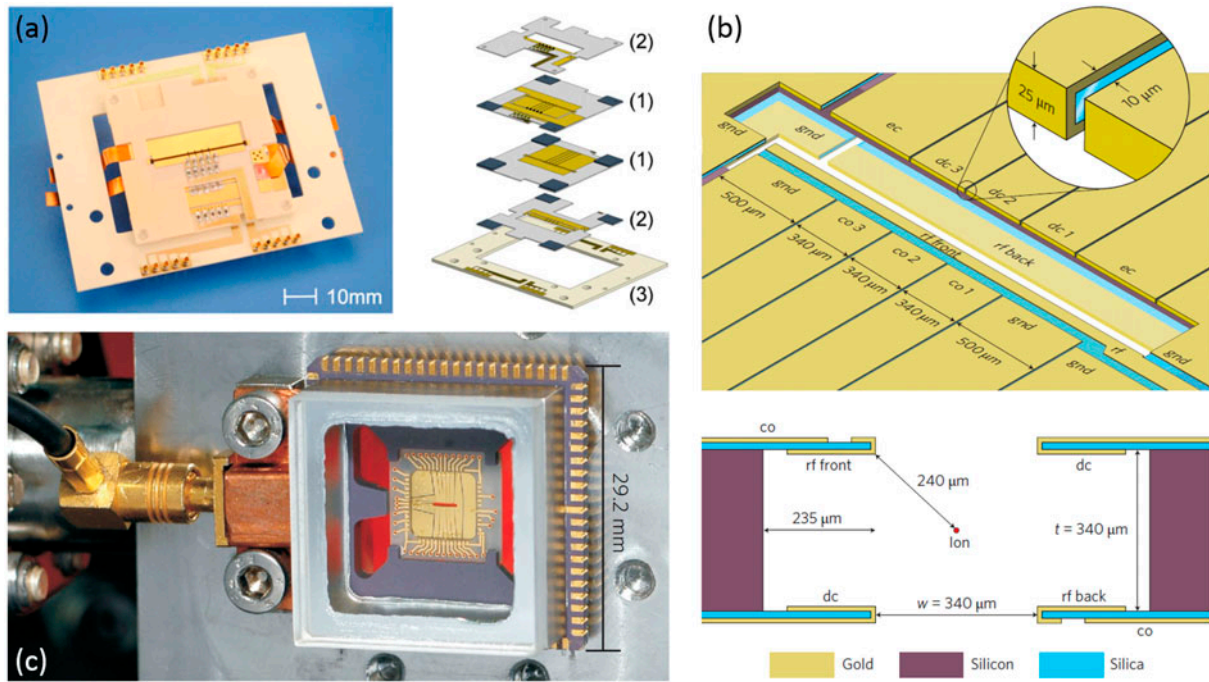 (a)
10mm
(2)
(1)
(1)
(2)
(3)
(b)
25 µm
10 µm
gnd
gnd
ec
dc 3
dc 2
dc 1
ec
gnd
co 3
co 2
co 1
gnd
rf front
rf back
rf
gnd
gnd
500 µm
340 µm
340 µm
340 µm
500 µm
(c)
29.2 mm
co
rf front
dc
240 µm
235 µm
Ion
t = 340 µm
dc
w = 340 µm
rf back
co
Gold
Silicon
Silica